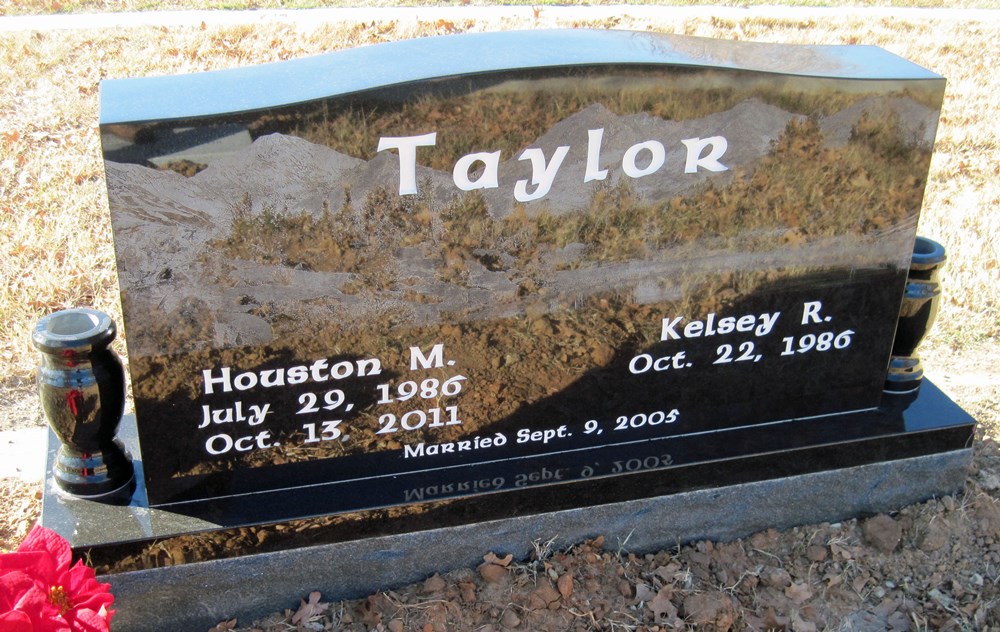 Taylor
Houston M.
July 29, 1986
Oct. 13, 2011
Kelsey R.
Oct. 22, 1986
Married Sept. 9, 2005